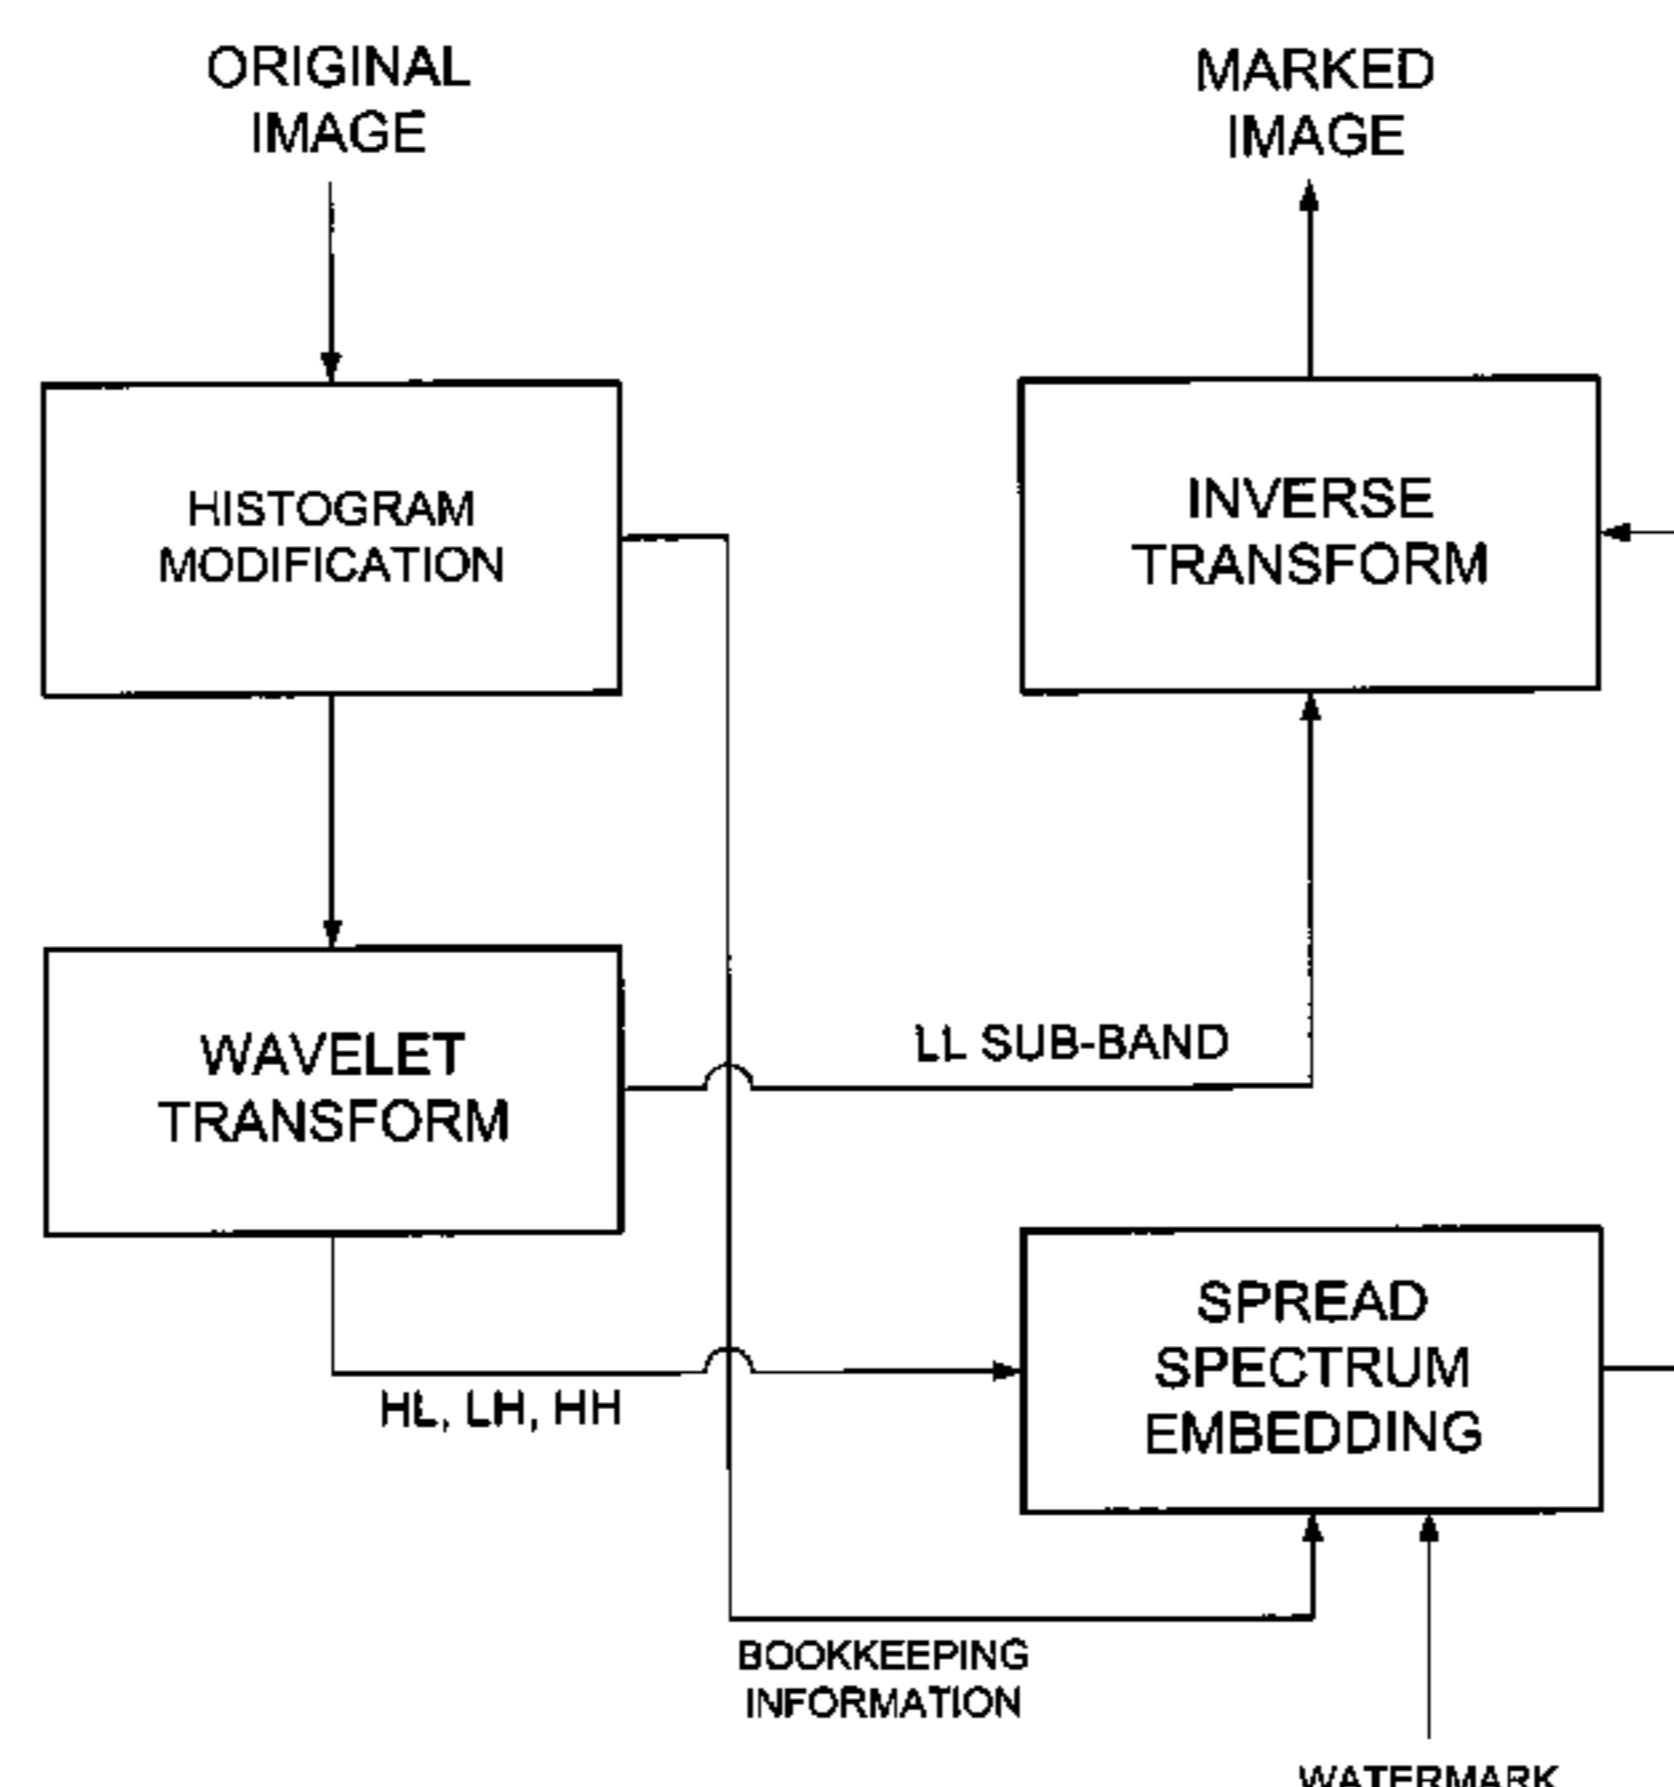 ORIGINAL
IMAGE
MARKED
IMAGE
HISTOGRAM
MODIFICATION
INVERSE
TRANSFORM
WAVELET
TRANSFORM
LL SUB-BAND
HL, LH, HH
SPREAD
SPECTRUM
EMBEDDING
BOOKKEEPING
INFORMATION
WATERMARK